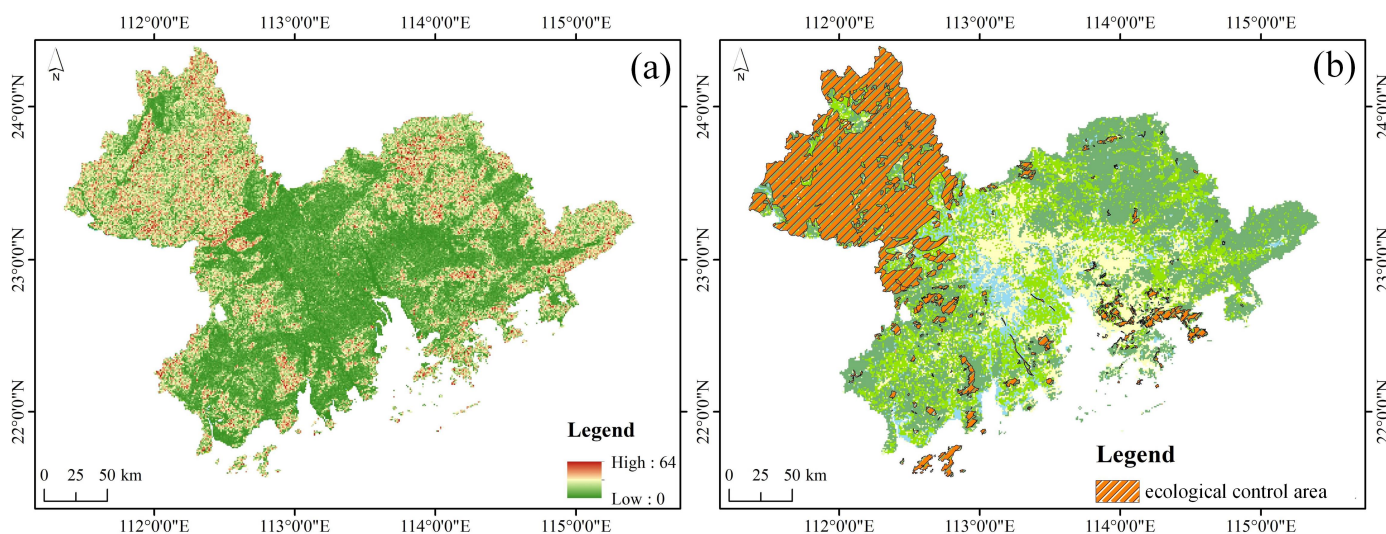 112°0'0"E 113°0'0"E 114°0'0"E 115°0'0"E
N
(a)
24°0'0"N
23°0'0"N
22°0'0"N
Legend
High : 64
Low : 0
0 25 50 km
112°0'0"E 113°0'0"E 114°0'0"E 115°0'0"E
112°0'0"E 113°0'0"E 114°0'0"E 115°0'0"E
N
(b)
24°0'0"N 24°0'0"N
23°0'0"N 23°0'0"N
22°0'0"N 22°0'0"N
Legend
ecological control area
0 25 50 km
112°0'0"E 113°0'0"E 114°0'0"E 115°0'0"E